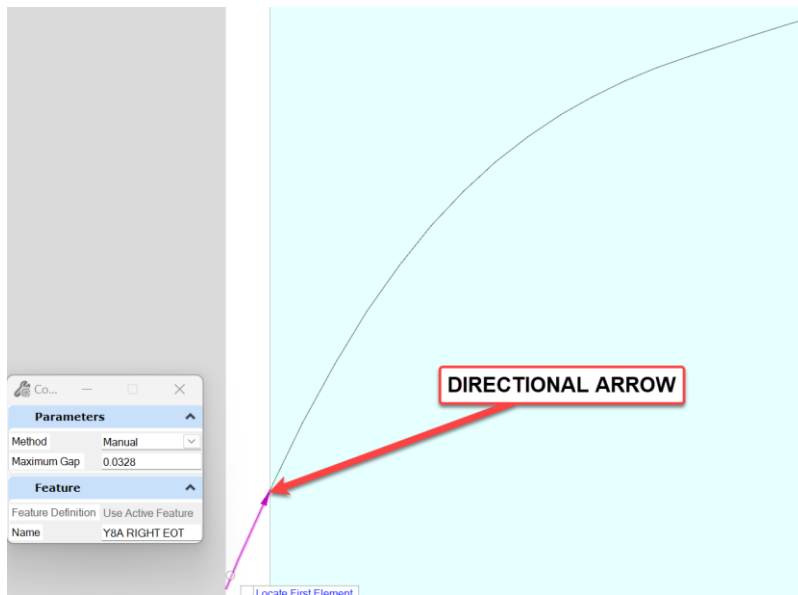 DIRECTIONAL ARROW
Co...
Parameters
Method Manual
Maximum Gap 0.0328
Feature
Feature Definition Use Active Feature
Name Y8A RIGHT EOT
Locate First Element